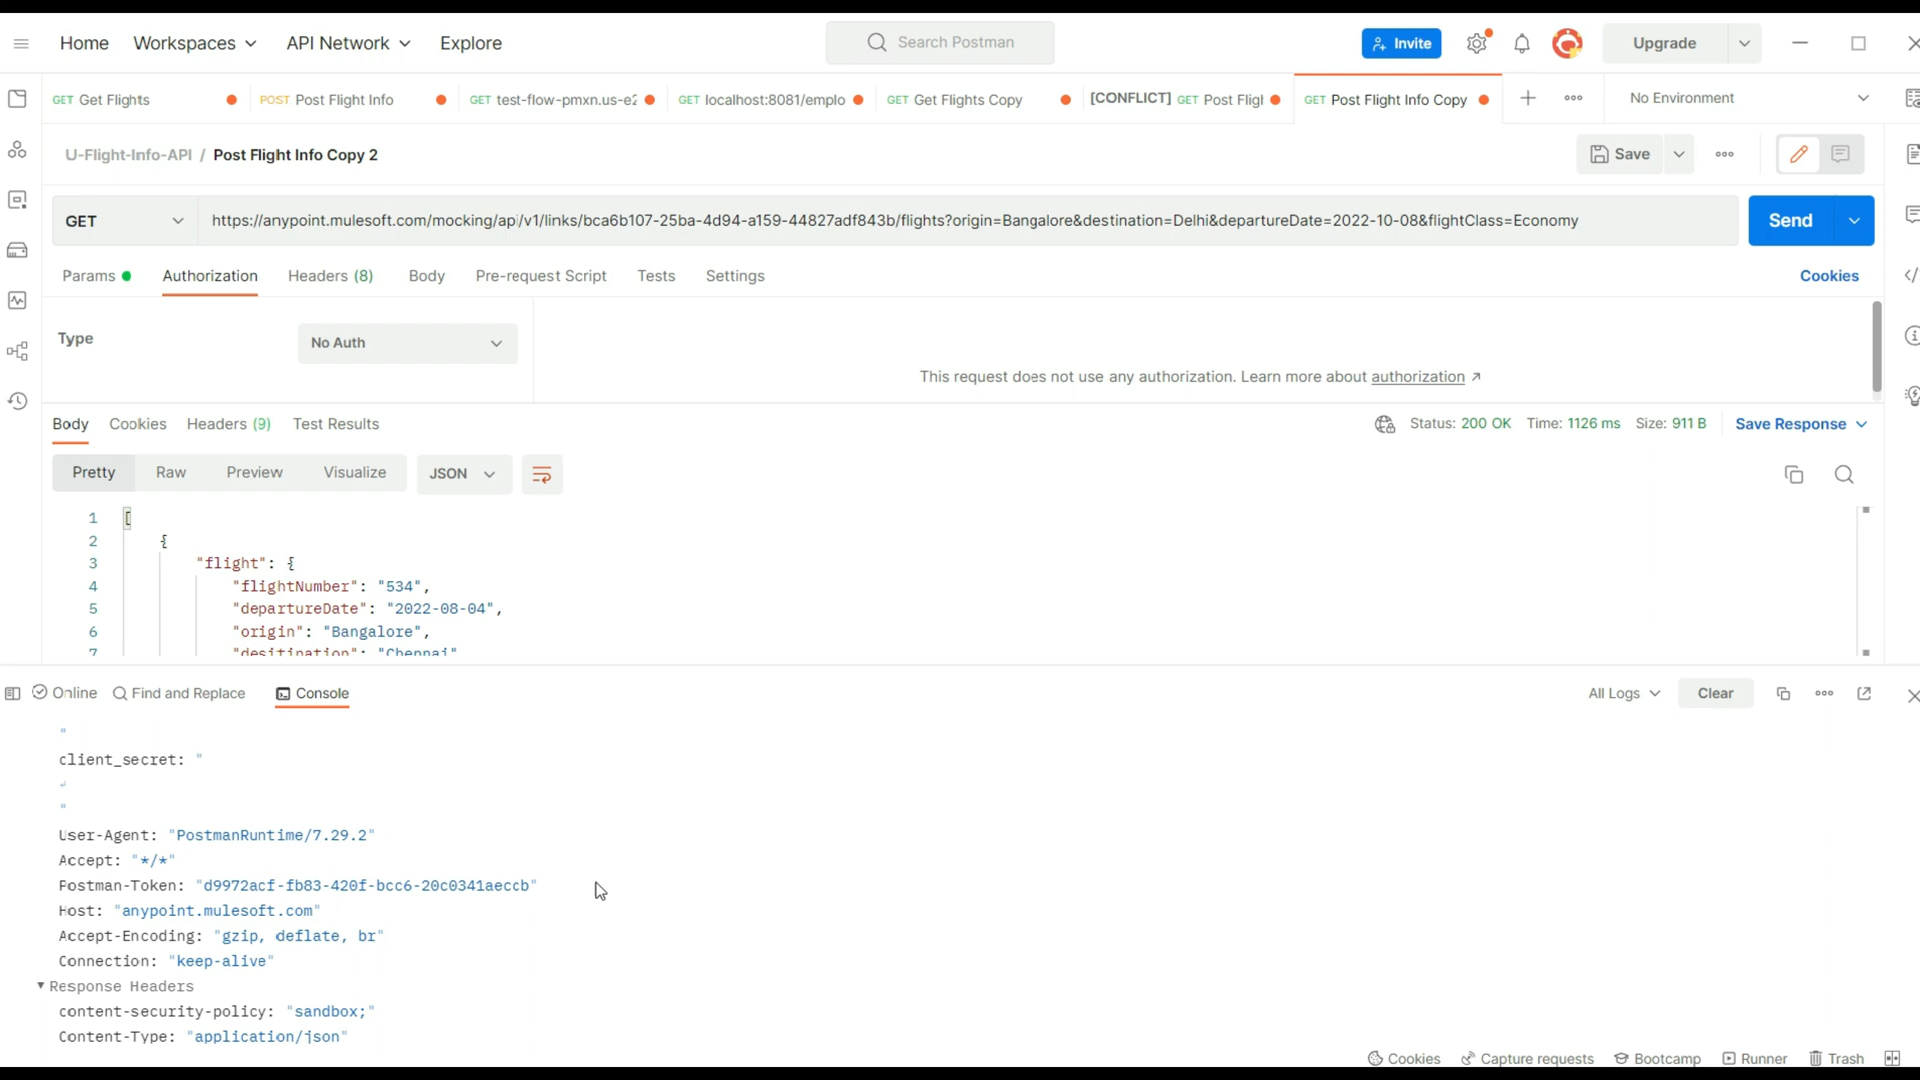 Home Workspaces API Network Explore Search Postman Invite Upgrade
GET Get Flights POST Post Flight Info GET test-flow-pmxn.us-e2 GET localhost:8081/emplo GET Get Flights Copy [CONFLICT] GET Post Fligl GET Post Flight Info Copy No Environment
U-Flight-Info-API / Post Flight Info Copy 2 Save
GET https://anypoint.mulesoft.com/mocking/api/v1/links/bca6b107-25ba-4d94-a159-44827adf843b/flights?origin=Bangalore&destination=Delhi&departureDate=2022-10-08&flightClass=Economy Send
Params Authorization Headers (8) Body Pre-request Script Tests Settings Cookies
Type No Auth
This request does not use any authorization. Learn more about authorization ↗
Body Cookies Headers (9) Test Results Status: 200 OK Time: 1126 ms Size: 911 B Save Response
Pretty Raw Preview Visualize JSON
1 [
2 {
3 "flight": {
4 "flightNumber": "534",
5 "departureDate": "2022-08-04",
6 "origin": "Bangalore",
7 "desitination": "Chennai"
Online Find and Replace Console All Logs Clear
"
client_secret: "
↲
"
User-Agent: "PostmanRuntime/7.29.2"
Accept: "*/*"
Postman-Token: "d9972acf-fb83-420f-bcc6-20c0341aeccb"
Host: "anypoint.mulesoft.com"
Accept-Encoding: "gzip, deflate, br"
Connection: "keep-alive"
Response Headers
content-security-policy: "sandbox;"
Content-Type: "application/json"
Cookies Capture requests Bootcamp Runner Trash